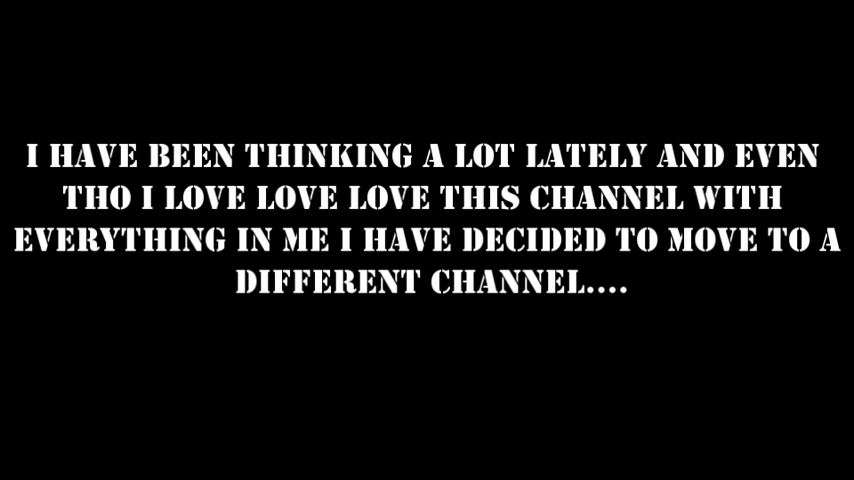 I HAVE BEEN THINKING A LOT LATELY AND EVEN
THO I LOVE LOVE LOVE THIS CHANNEL WITH
EVERYTHING IN ME I HAVE DECIDED TO MOVE TO A
DIFFERENT CHANNEL....